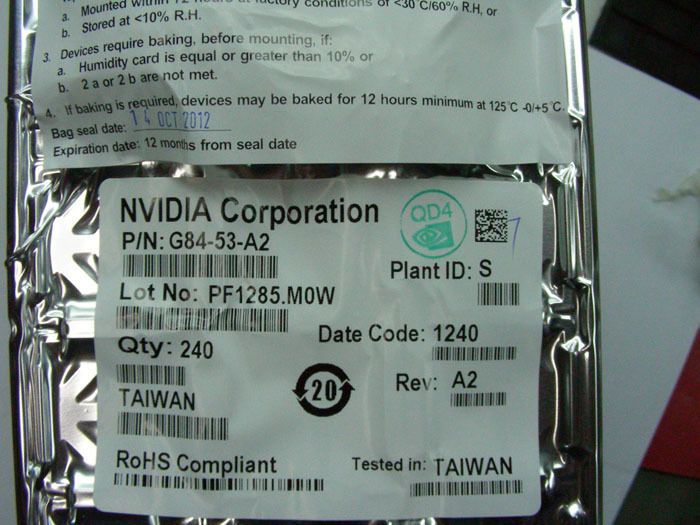 a. Mounted within 12 hours at factory conditions of <30°C/60% R.H, or
b. Stored at <10% R.H.
3. Devices require baking, before mounting, if:
a. Humidity card is equal or greater than 10% or
b. 2 a or 2 b are not met.
4. If baking is required, devices may be baked for 12 hours minimum at 125°C -0/+5°C.
Bag seal date: 14 OCT 2012
Expiration date: 12 months from seal date
NVIDIA Corporation
QD4
P/N: G84-53-A2
Plant ID: S
Lot No: PF1285.M0W
Date Code: 1240
Qty: 240
20
Rev: A2
TAIWAN
RoHS Compliant
Tested in: TAIWAN